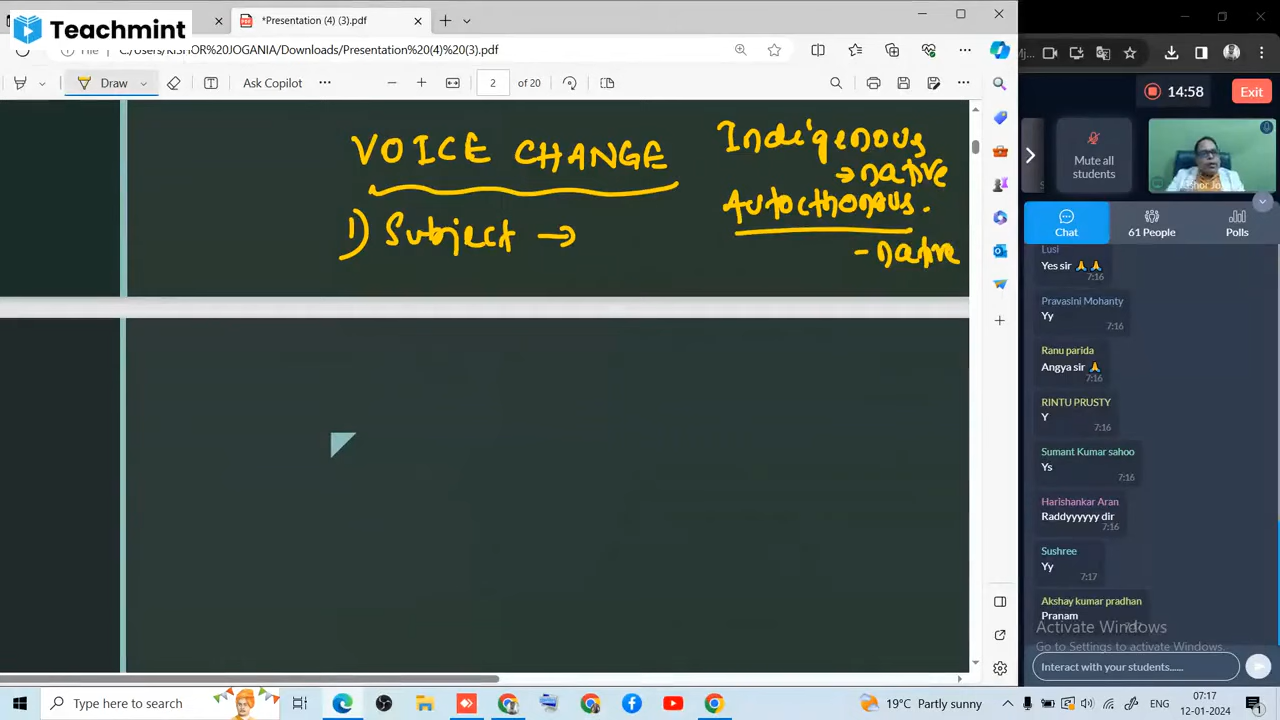 Teachmint
*Presentation (4) (3).pdf
C:/Users/KISHOR%20JOGANIA/Downloads/Presentation%20(4)%20(3).pdf
Draw
Ask Copilot
2 of 20
14:58
Exit
VOICE CHANGE
1) Subject →
Indigenous
→ native
Autocthonous.
- native
Mute all
students
Chat
61 People
Polls
Lusi
Yes sir 🙏🙏
7:16
Pravasini Mohanty
Yy
7:16
Ranu parida
Angya sir 🙏
7:16
RINTU PRUSTY
Y
7:16
Sumant Kumar sahoo
Ys
7:16
Harishankar Aran
Raddyyyyyy dir
7:16
Sushree
Yy
7:17
Akshay kumar pradhan
Pranam
Activate Windows
Go to Settings to activate Windows.
Interact with your students......
Type here to search
19°C Partly sunny
ENG
07:17
12-01-2024